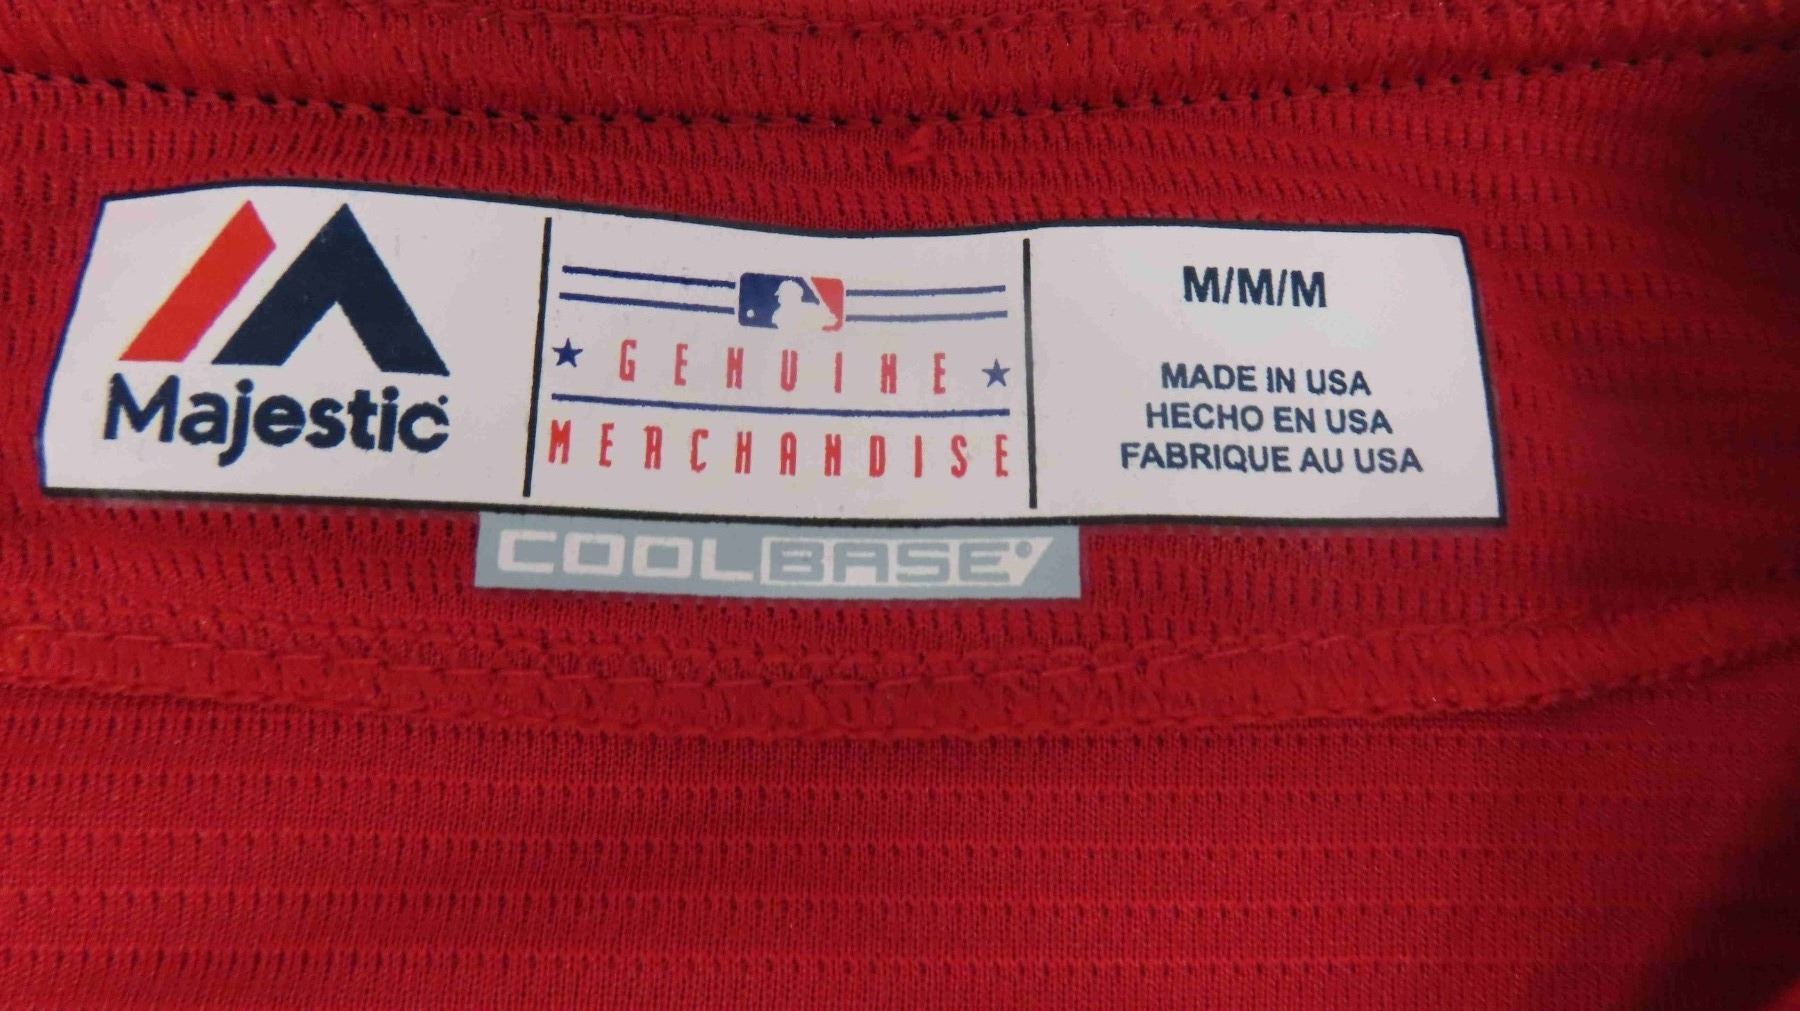 Majestic
GENUINE
MERCHANDISE
M/M/M
MADE IN USA
HECHO EN USA
FABRIQUE AU USA
COOLBASE